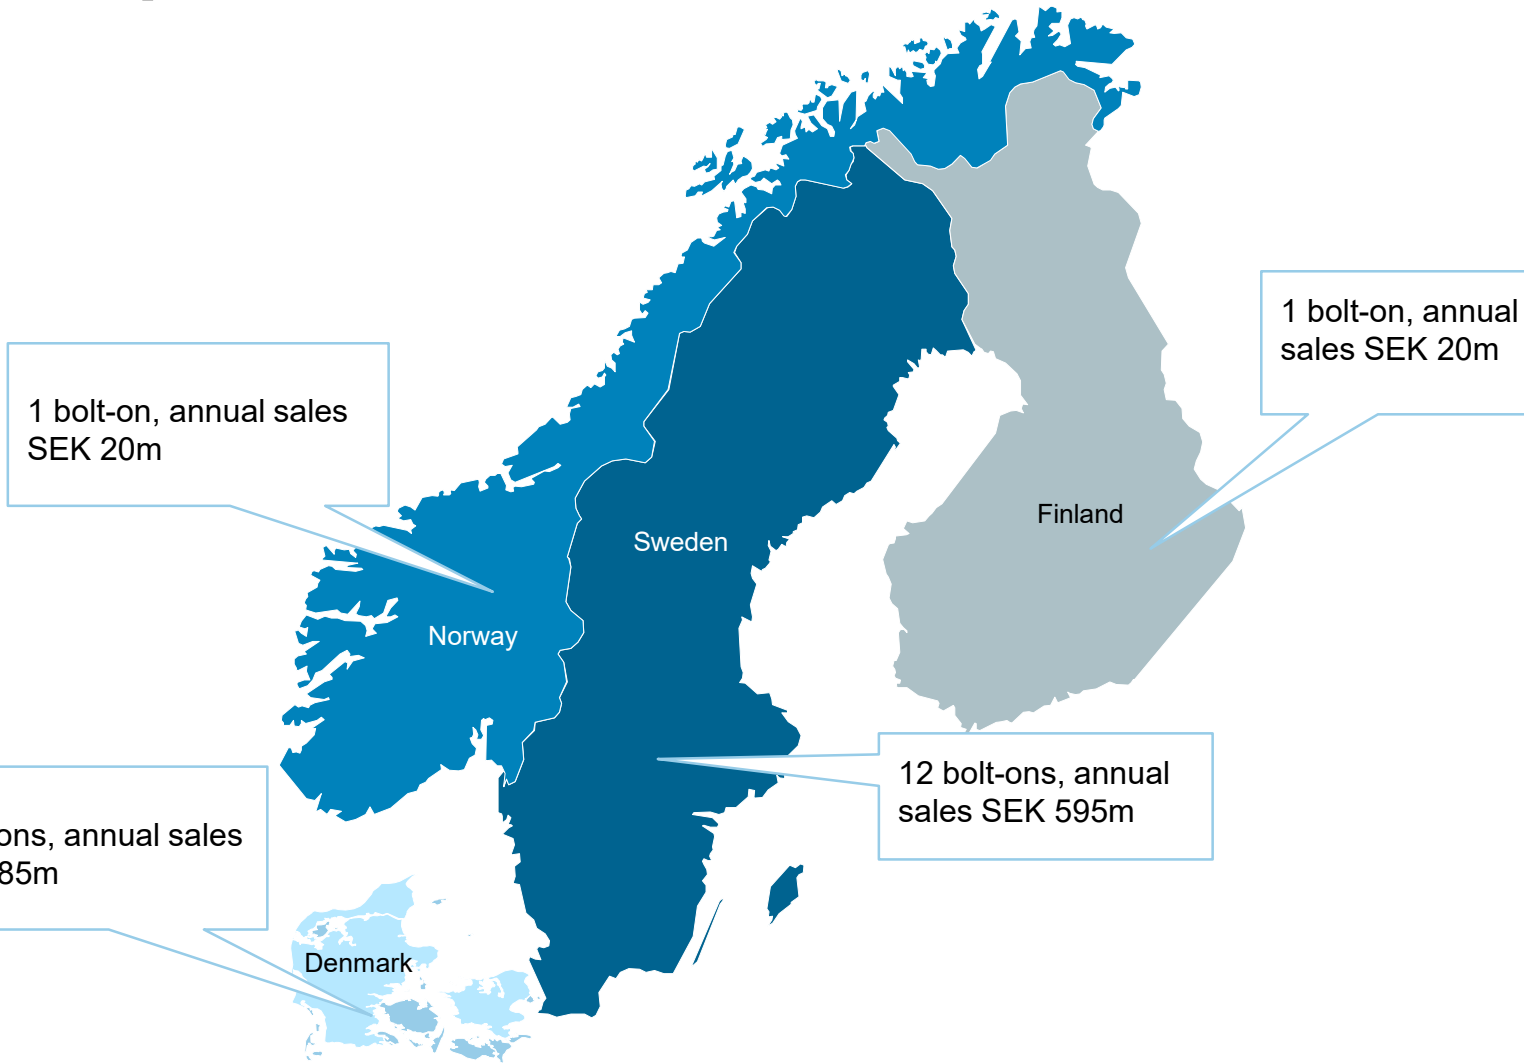 1 bolt-on, annual
sales SEK 20m
1 bolt-on, annual sales
SEK 20m
Finland
Sweden
Norway
12 bolt-ons, annual
sales SEK 595m
ons, annual sales
85m
Denmark